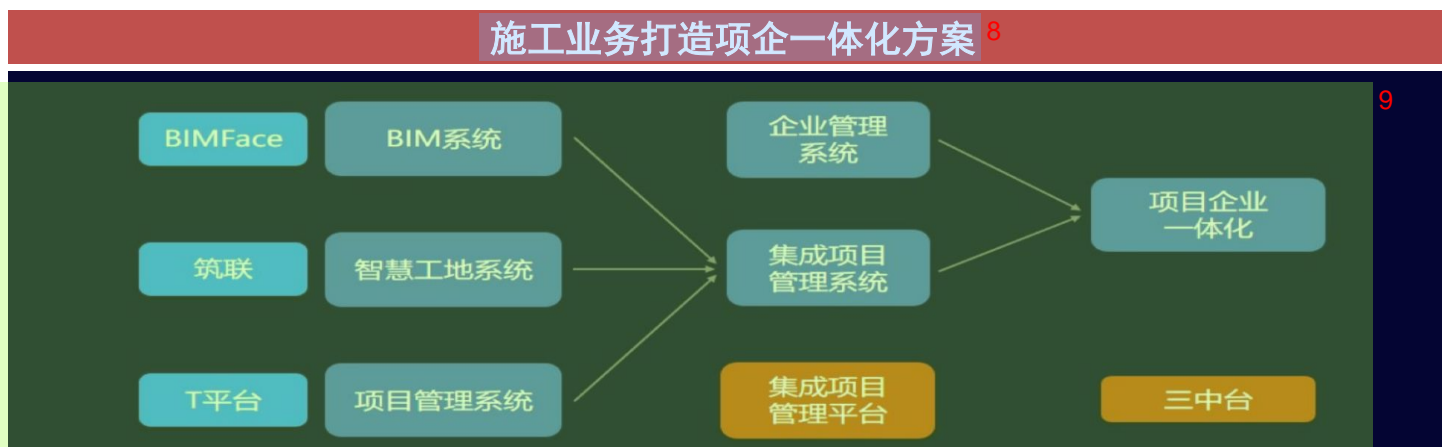 施工业务打造项企一体化方案 8
9
BIMFace
BIM系统
企业管理
系统
项目企业
一体化
筑联
智慧工地系统
集成项目
管理系统
T平台
项目管理系统
集成项目
管理平台
三中台